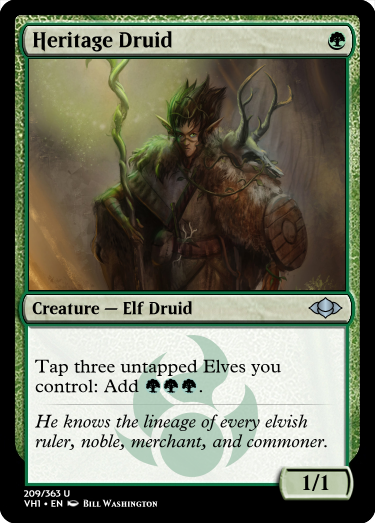 Heritage Druid
Creature — Elf Druid
Tap three untapped Elves you
control: Add .
He knows the lineage of every elvish
ruler, noble, merchant, and commoner.
1/1
209/363 U
VH1 • EN Bill Washington